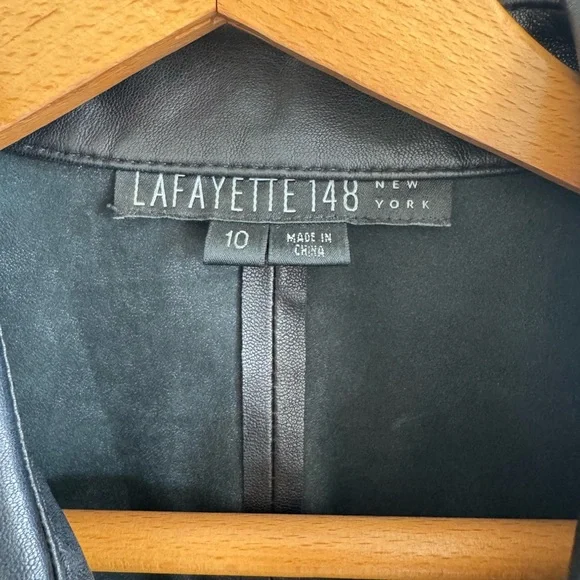 LAFAYETTE 148 NEW YORK
10
MADE IN
CHINA